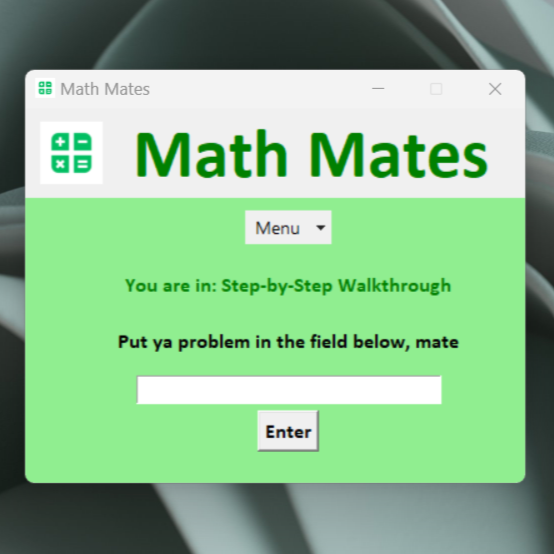 Math Mates
Math Mates
Menu
You are in: Step-by-Step Walkthrough
Put ya problem in the field below, mate
Enter